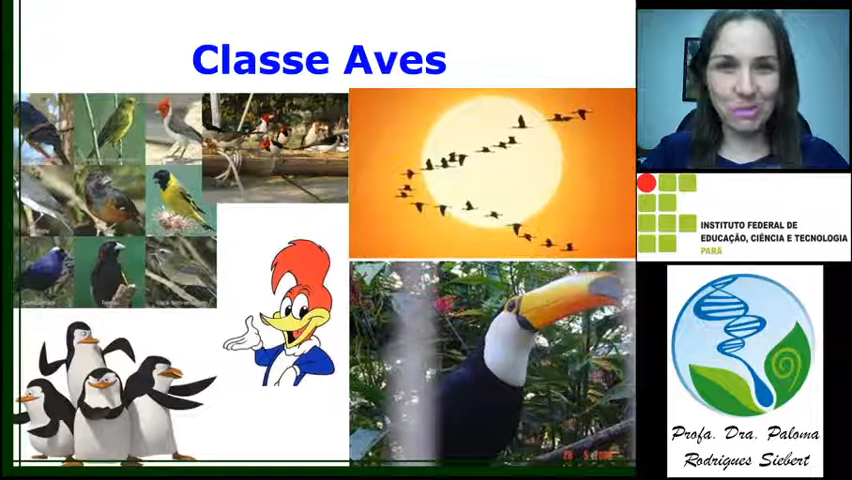 Classe Aves
INSTITUTO FEDERAL DE
EDUCAÇÃO, CIÊNCIA E TECNOLOGIA
PARÁ
Profa. Dra. Paloma
Rodrigues Siebert